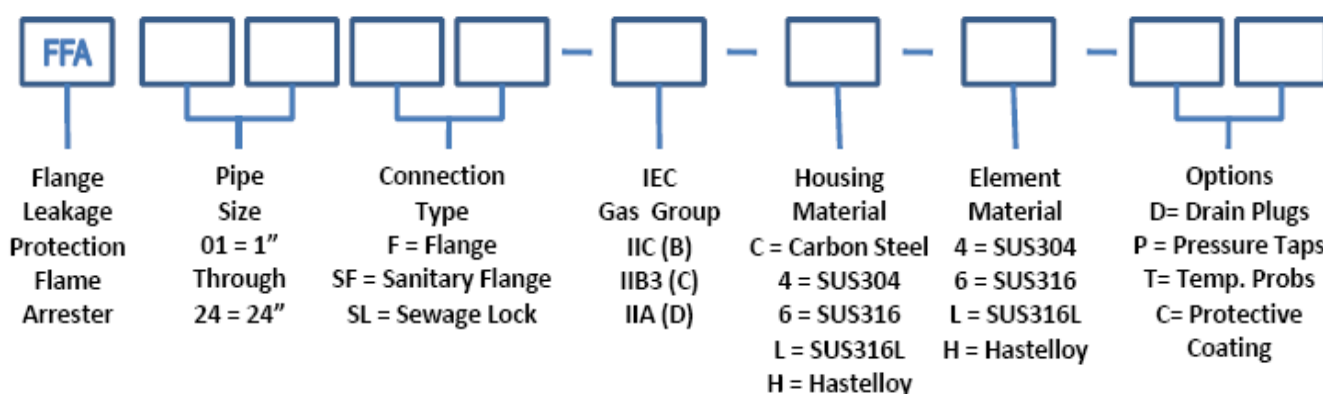 FFA
Flange
Leakage
Protection
Flame
Arrester
Pipe
Size
01 = 1”
Through
24 = 24”
Connection
Type
F = Flange
SF = Sanitary Flange
SL = Sewage Lock
IEC
Gas Group
IIC (B)
IIB3 (C)
IIA (D)
Housing
Material
C = Carbon Steel
4 = SUS304
6 = SUS316
L = SUS316L
H = Hastelloy
Element
Material
4 = SUS304
6 = SUS316
L = SUS316L
H = Hastelloy
Options
D= Drain Plugs
P = Pressure Taps
T= Temp. Probs
C= Protective
Coating